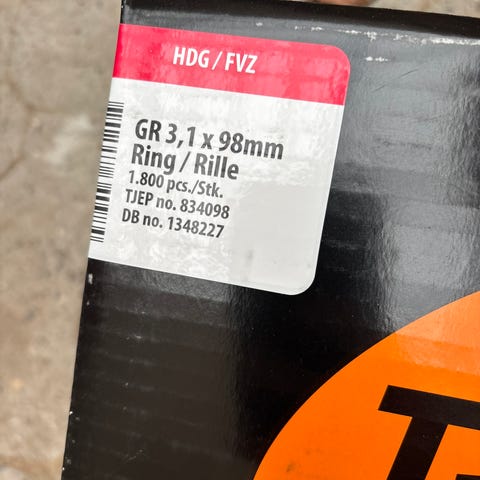 HDG / FVZ
GR 3,1 x 98mm
Ring / Rille
1.800 pcs./Stk.
TJEP no. 834098
DB no. 1348227